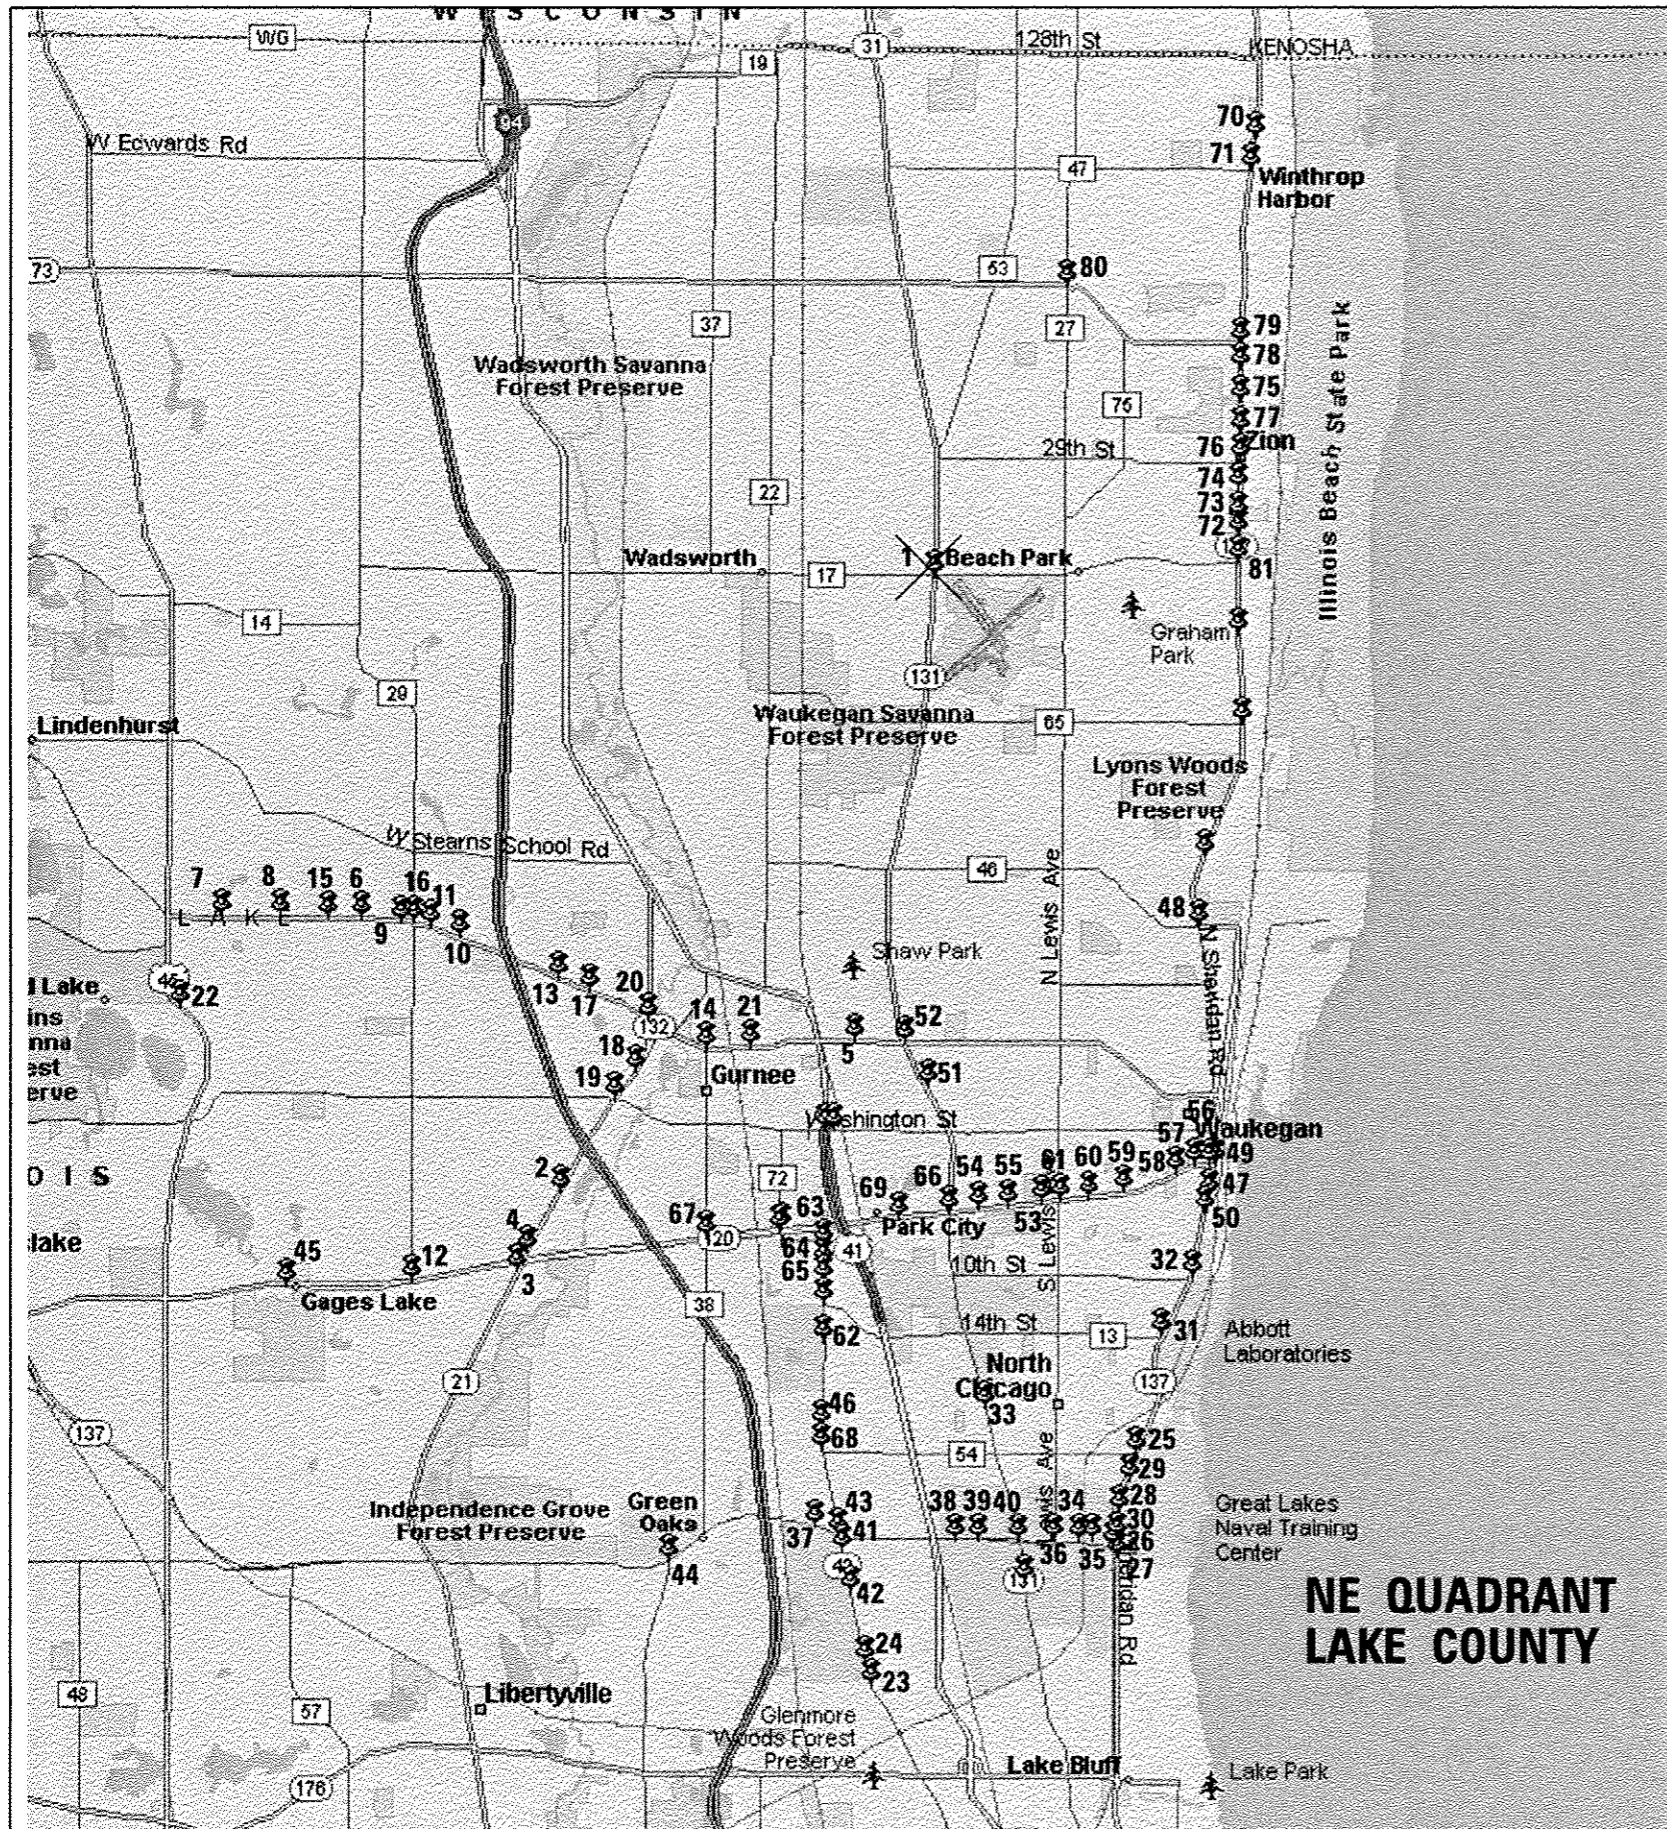 WISCONSIN
WG
31
128th St
KENOSHA
19
94
70
W Edwards Rd
71
47
Winthrop
Harbor
73
53
80
37
27
79
78
Wadsworth Savanna
Forest Preserve
75
76
77
Illinois Beach State Park
29th St
76
Zion
74
22
73
72
Wadsworth
17
1
Beach Park
81
14
Graham
Park
131
29
Lindenhurst
Waukegan Savanna
Forest Preserve
65
Lyons Woods
Forest
Preserve
W Stearns School Rd
46
N Lewis Ave
7
8
15
6
16
11
LAKE
9
10
48
N Sheridan Rd
Shaw Park
45
22
Lake
13
17
20
14
21
132
5
52
18
19
Gurnee
51
Washington St
56
57
Waukegan
49
58
2
72
66
54
55
61
60
59
47
67
63
69
Park City
53
50
4
120
64
41
65
10th St
S Lewis
32
45
12
3
Gages Lake
38
62
14th St
13
31
Abbott
Laboratories
21
North
Chicago
33
137
46
68
137
54
25
29
Independence Grove
Forest Preserve
Green
Oaks
43
38
39
40
34
28
30
Great Lakes
Naval Training
Center
37
41
26
44
43
42
36
131
35
27
NE QUADRANT
LAKE COUNTY
24
23
48
57
Libertyville
Sheridan Rd
Glenmore
Woods Forest
Preserve
Lake Bluff
Lake Park
176